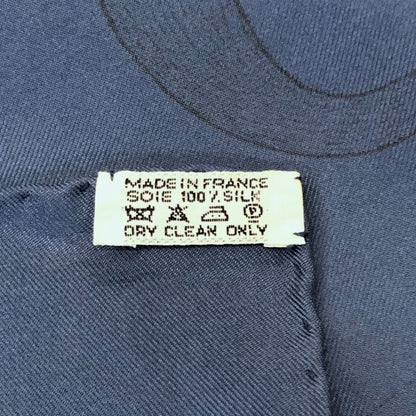 MADE IN FRANCE
SOIE 100% SILK
P
DRY CLEAN ONLY